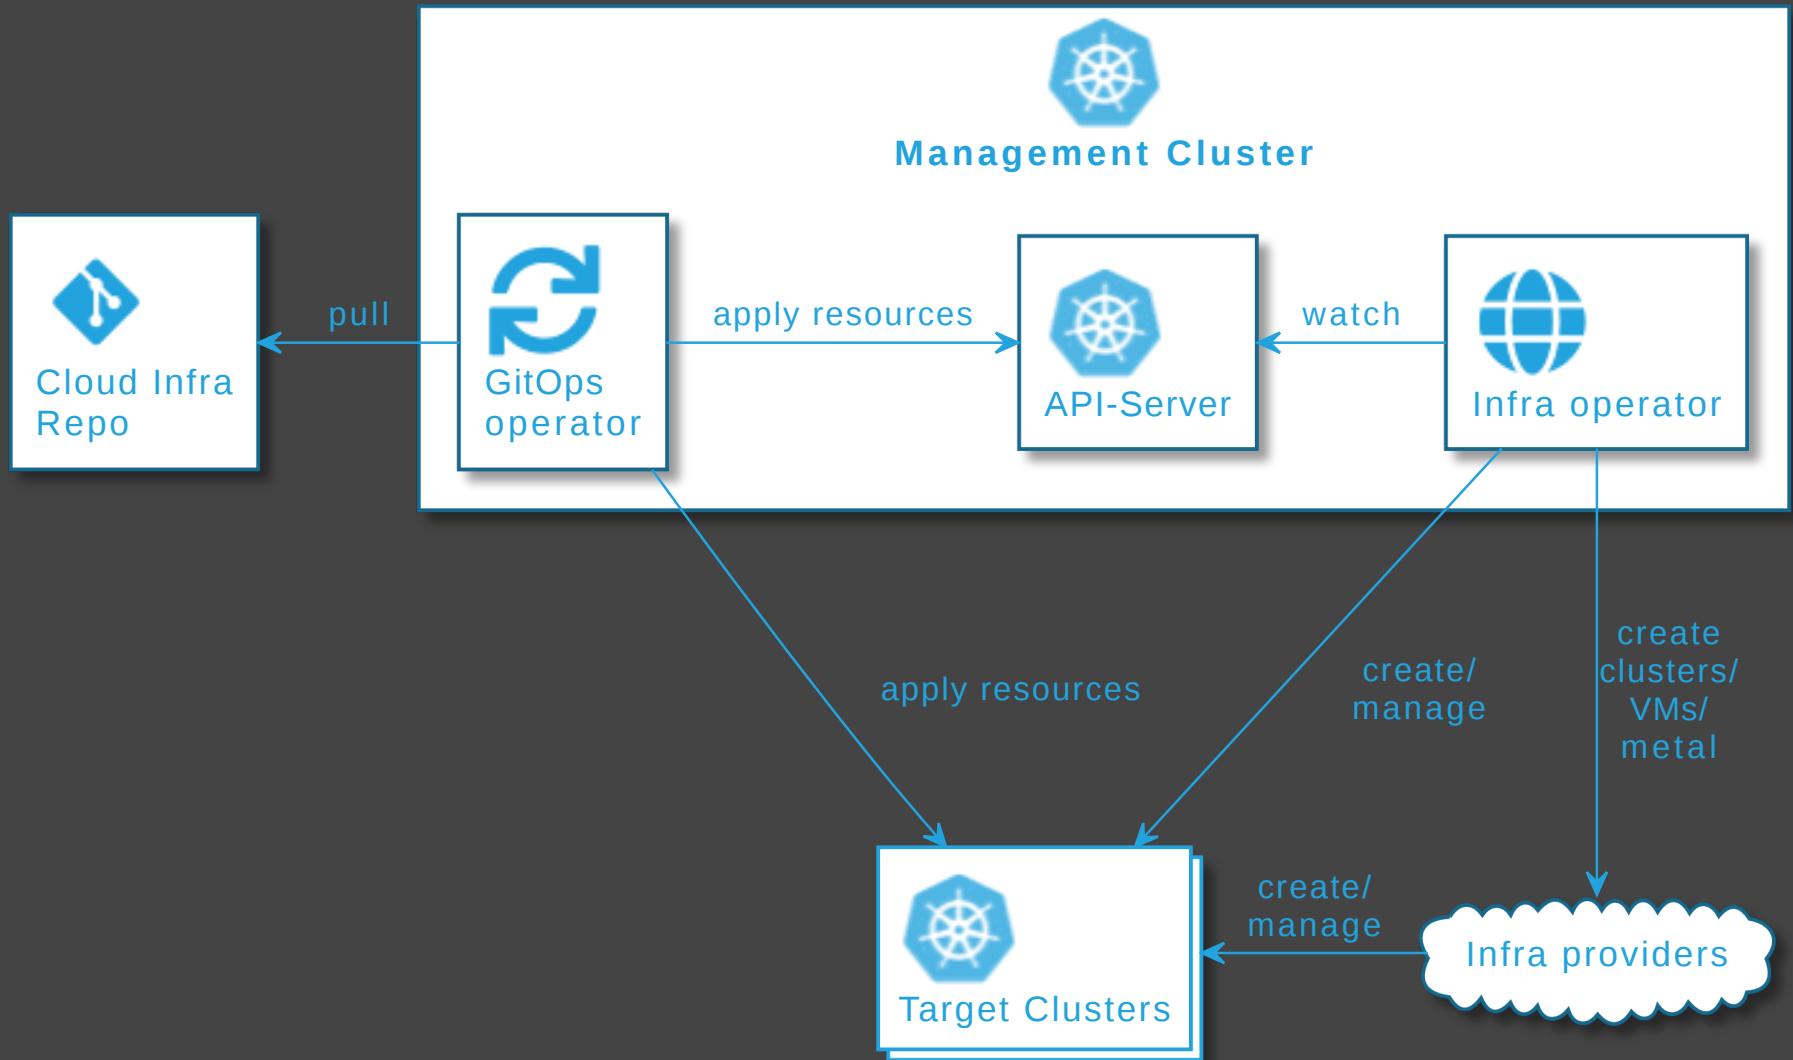 Management Cluster
Cloud Infra
Repo
pull
GitOps
operator
apply resources
API-Server
watch
Infra operator
apply resources
create/
manage
create
clusters/
VMs/
metal
Target Clusters
create/
manage
Infra providers